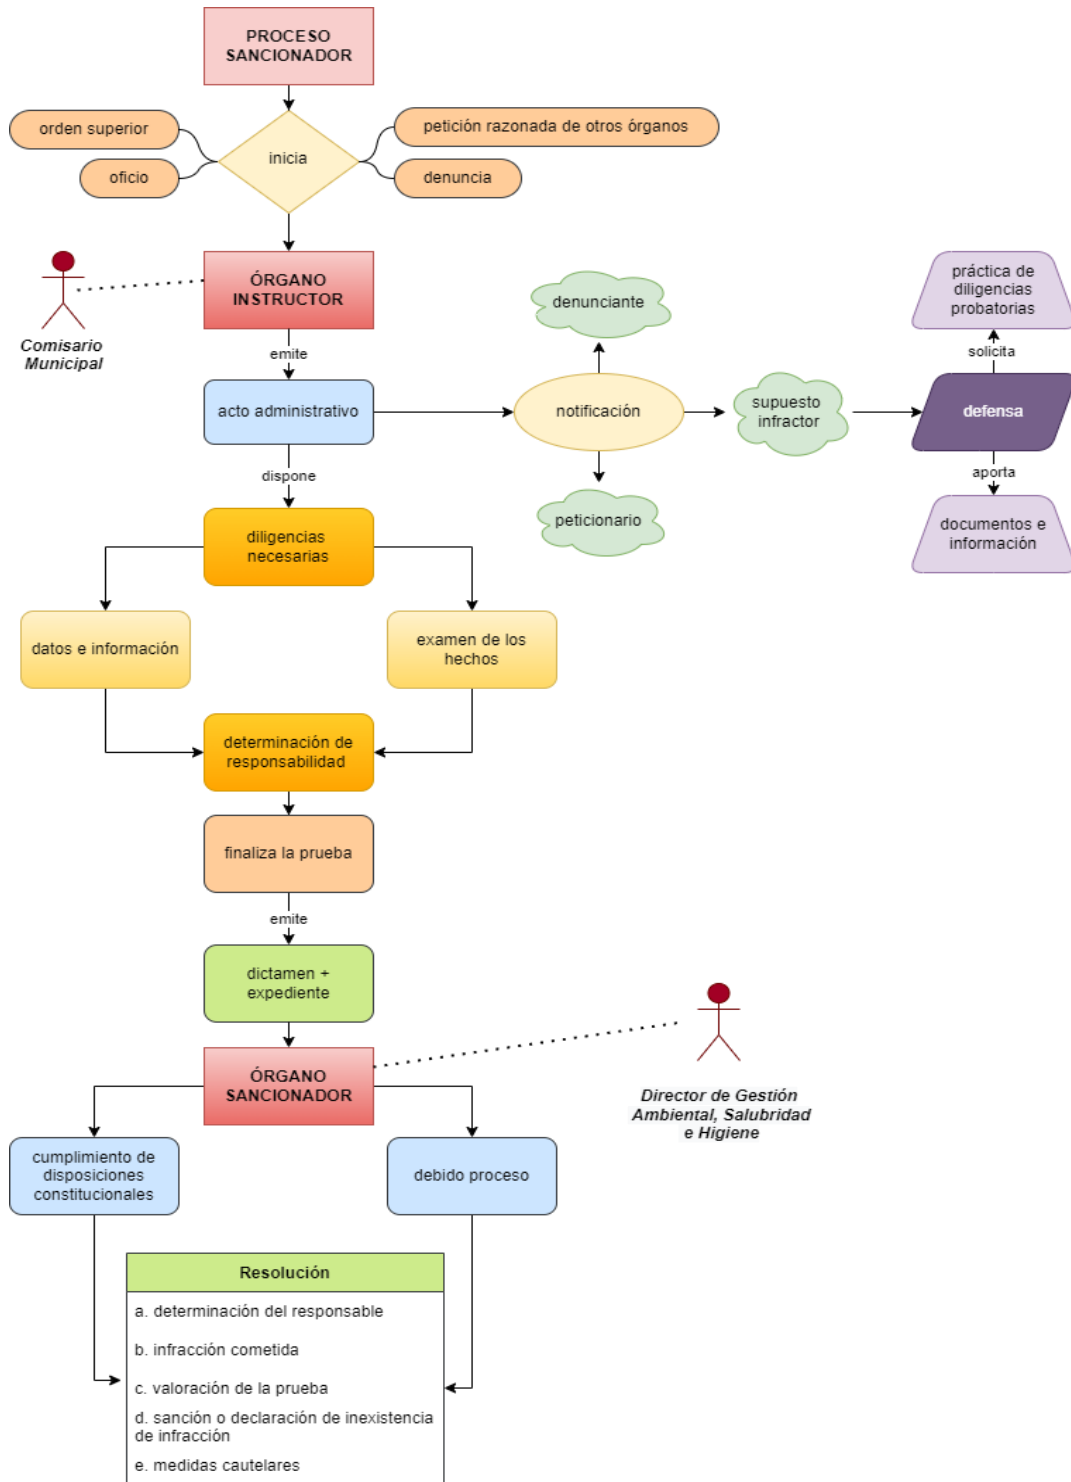 PROCESO
SANCIONADOR
orden superior
petición razonada de otros órganos
inicia
oficio
denuncia
ÓRGANO
INSTRUCTOR
Comisario
Municipal
emite
acto administrativo
denunciante
notificación
peticionario
supuesto
infractor
práctica de
diligencias
probatorias
solicita
defensa
aporta
documentos e
información
dispone
diligencias
necesarias
datos e información
examen de los
hechos
determinación de
responsabilidad
finaliza la prueba
emite
dictamen +
expediente
ÓRGANO
SANCIONADOR
Director de Gestión
Ambiental, Salubridad
e Higiene
cumplimiento de
disposiciones
constitucionales
debido proceso
Resolución
a. determinación del responsable
b. infracción cometida
c. valoración de la prueba
d. sanción o declaración de inexistencia
de infracción
e. medidas cautelares